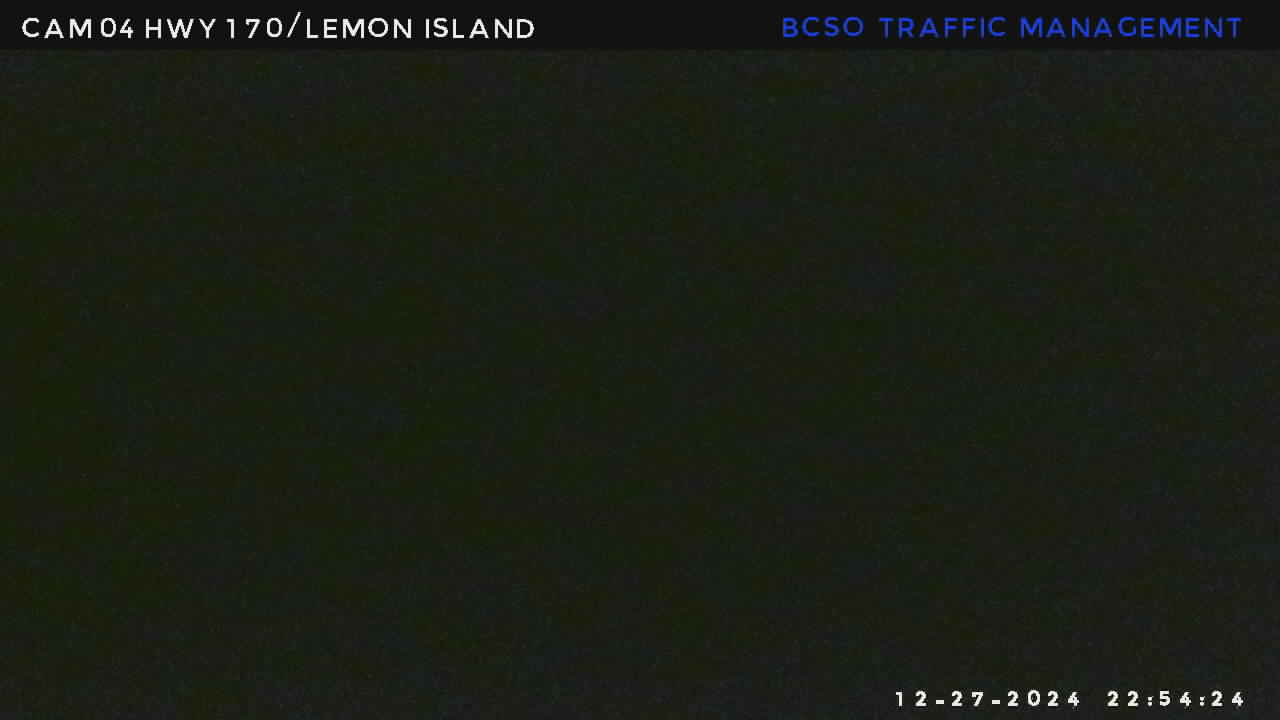 CAM 04 HWY 170/LEMON ISLAND
BCSO TRAFFIC MANAGEMENT
12-27-2024 22:54:24